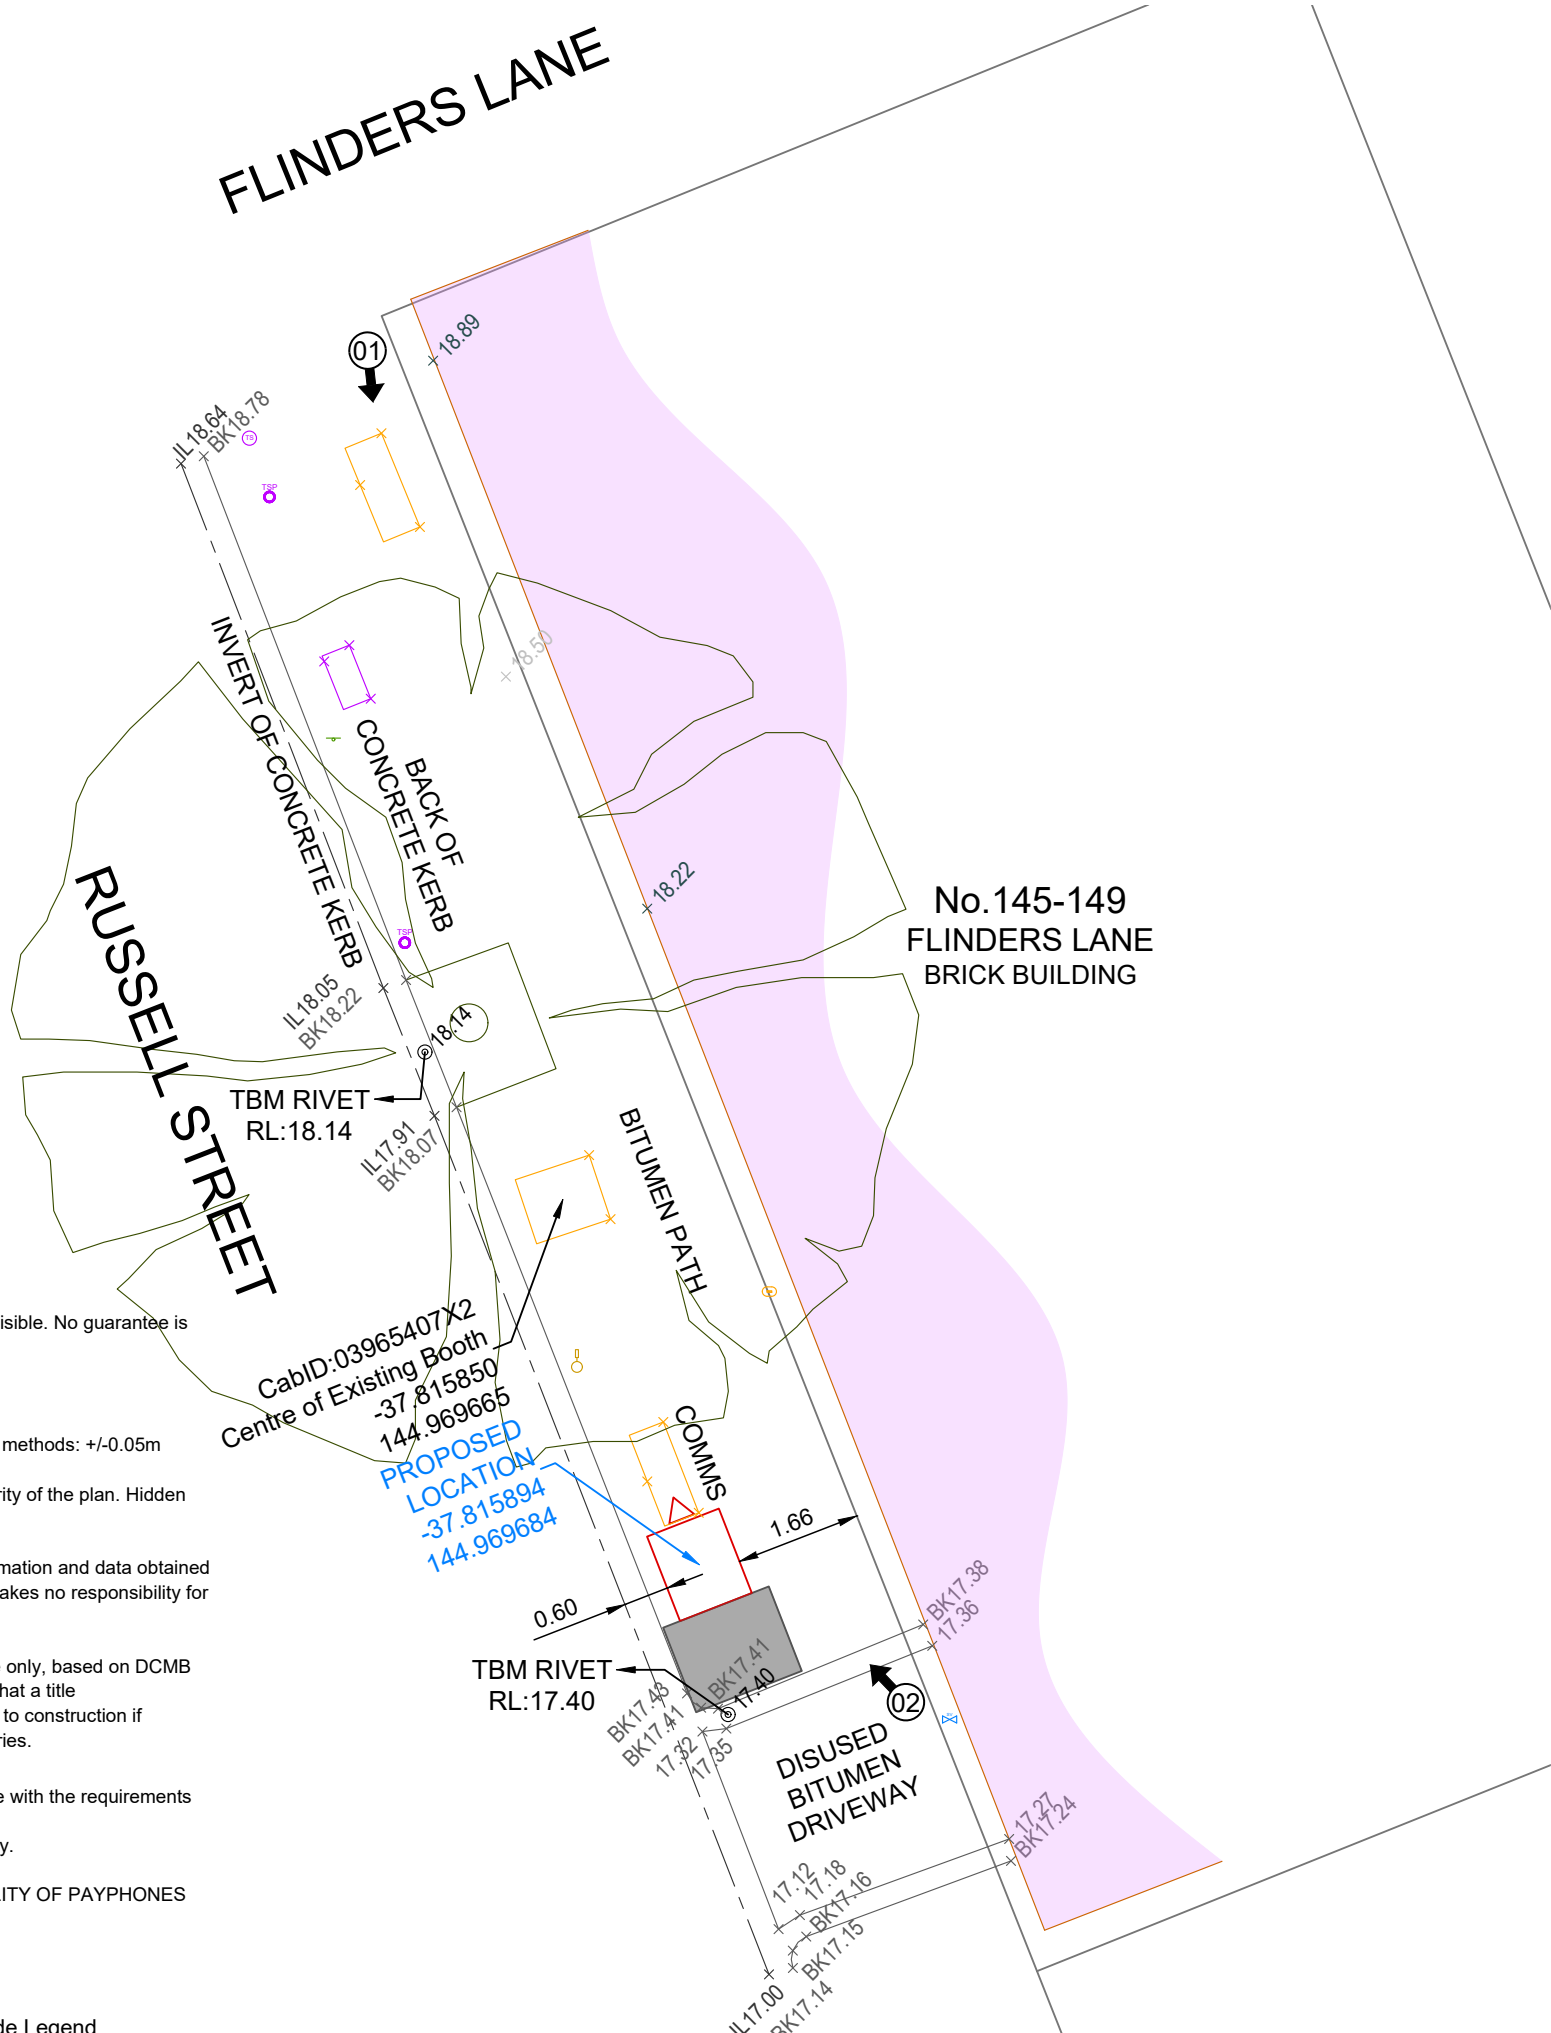 FLINDERS LANE
01
18.89
IL18.64
BK18.78
TS
TSP
18.50
INVERT OF CONCRETE KERB
BACK OF
CONCRETE KERB
RUSSELL STREET
18.22
No.145-149
FLINDERS LANE
BRICK BUILDING
TSP
IL18.05
BK18.22
18.14
TBM RIVET
RL:18.14
IL17.91
BK18.07
BITUMEN PATH
isible. No guarantee is
CabID:03965407X2
Centre of Existing Booth
-37.815850
144.969665
PROPOSED
LOCATION
-37.815894
144.969684
COMMS
methods: +/-0.05m
rity of the plan. Hidden
1.66
mation and data obtained
akes no responsibility for
0.60
BK17.38
17.36
TBM RIVET
RL:17.40
BK17.41
17.40
BK17.43
BK17.41
17.32
17.35
02
only, based on DCMB
hat a title
to construction if
ries.
DISUSED
BITUMEN
DRIVEWAY
e with the requirements
y.
17.27
BK17.24
LITY OF PAYPHONES
17.12
17.18
BK17.16
BK17.15
IL17.00
BK17.14
de Legend